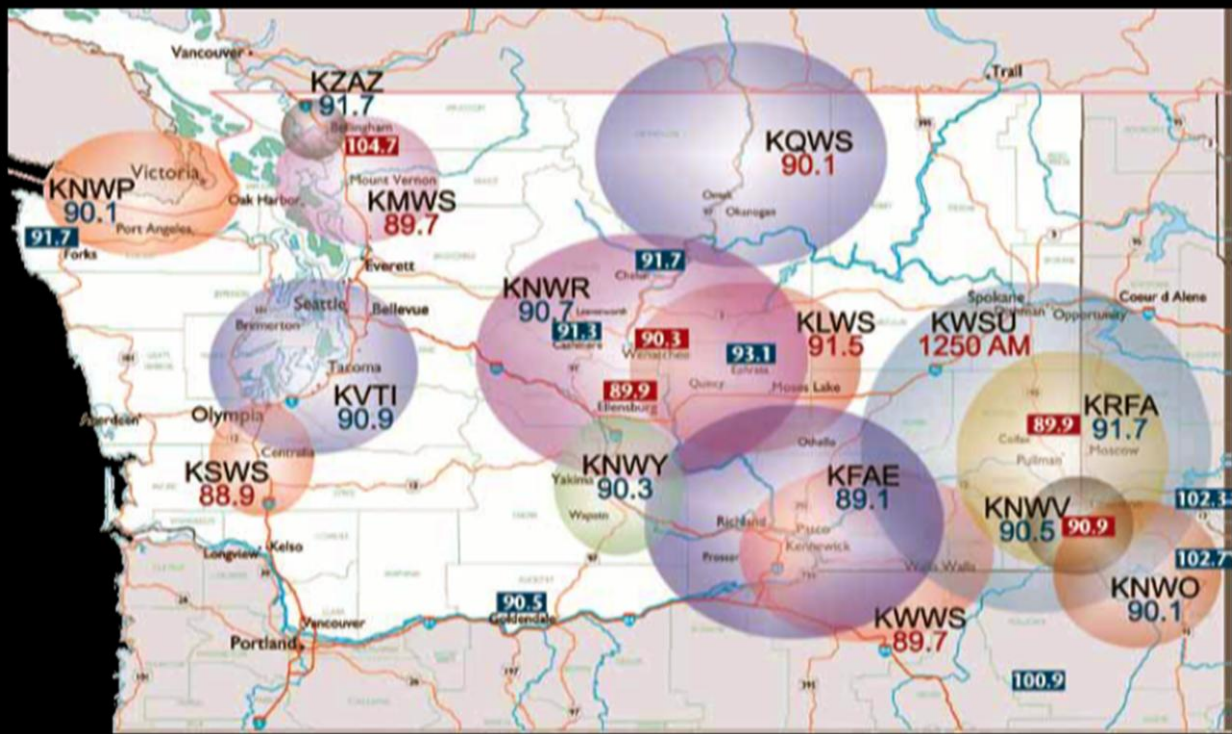 Vancouver
Trail
KZAZ
91.7
Bellingham
104.7
KQWS
90.1
Victoria
Mount Vernon
KNWP
90.1
Oak Harbor
KMWS
89.7
Omak
Okanogan
Port Angeles
91.7
Forks
Everett
91.7
Chelan
KNWR
90.7
Leavenworth
Spokane
Coeur d Alene
Opportunity
Seattle
Bellevue
Bremerton
91.3
Cashmere
90.3
Wenatchee
93.1
Ephrata
KLWS
91.5
KWSU
1250 AM
Tacoma
KVTI
90.9
89.9
Ellensburg
Quincy
Moses Lake
Aberdeen
Olympia
KRFA
91.7
89.9
Colfax
Pullman
Moscow
Othello
Centralia
KSWS
88.9
KNWY
90.3
Yakima
Wapato
KFAE
89.1
KNWV
90.5
90.9
102.3
Richland
Pasco
Kennewick
Prosser
Walla Walla
Longview
Kelso
102.7
KNWO
90.1
90.5
Goldendale
KWWS
89.7
Vancouver
Portland
100.9